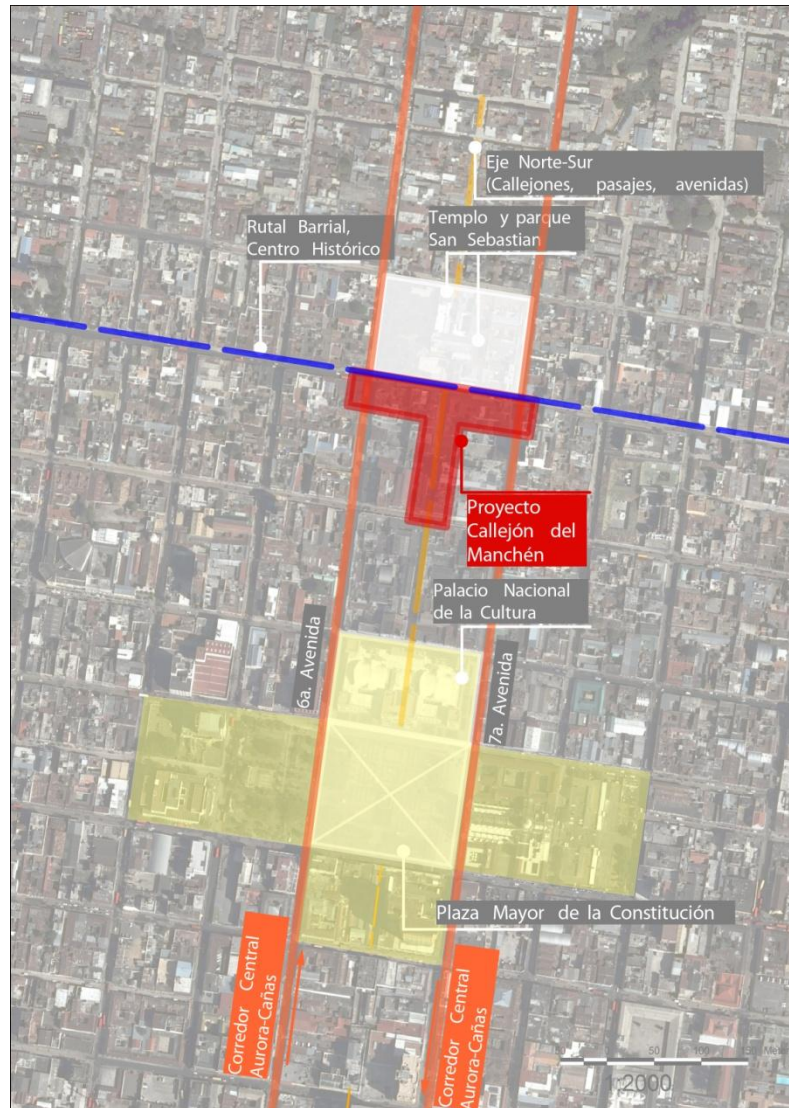 Eje Norte-Sur
(Callejones, pasajes, avenidas)
Templo y parque
San Sebastian
Rutal Barrial,
Centro Histórico
Proyecto
Callejón del
Manchén
Palacio Nacional
de la Cultura
6a. Avenida
7a. Avenida
Plaza Mayor de la Constitución
Corredor Central
Aurora-Cañas
Corredor Central
Aurora-Cañas
50
100
1:2000